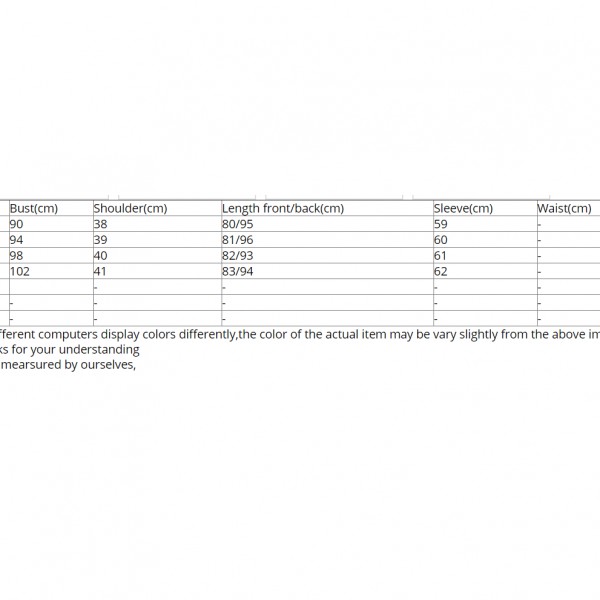 Bust(cm) Shoulder(cm) Length front/back(cm) Sleeve(cm) Waist(cm)
90 38 80/95 59 -
94 39 81/96 60 -
98 40 82/93 61 -
102 41 83/94 62 -
- - - -
- - - - -
- - - - -
fferent computers display colors differently,the color of the actual item may be vary slightly from the above im
ks for your understanding
mearsured by ourselves,